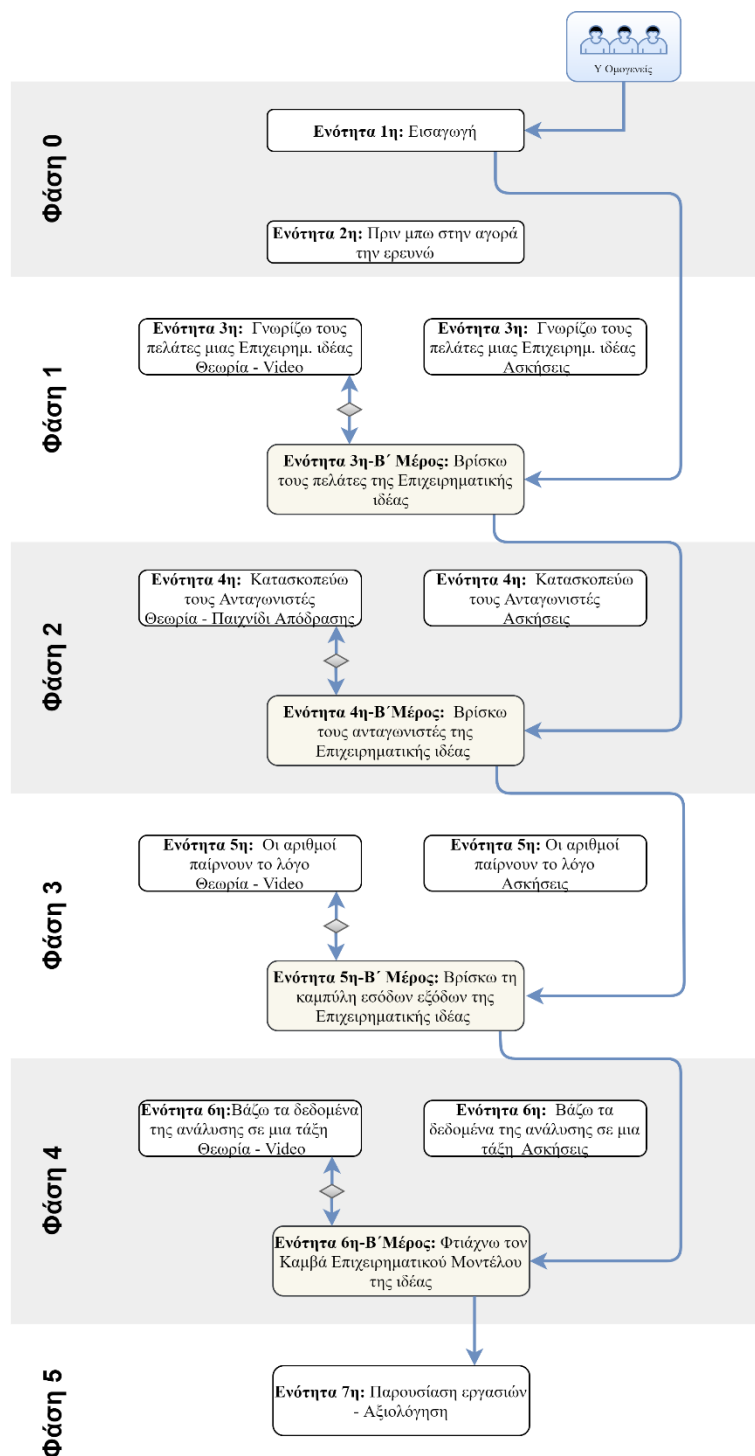 Υ Ομογενείς
Φάση 0
Ενότητα 1η: Εισαγωγή
Ενότητα 2η: Πριν μπω στην αγορά
την ερευνώ
Φάση 1
Ενότητα 3η: Γνωρίζω τους
πελάτες μιας Επιχειρημ. ιδέας
Θεωρία - Video
Ενότητα 3η: Γνωρίζω τους
πελάτες μιας Επιχειρημ. ιδέας
Ασκήσεις
Ενότητα 3η-Β΄ Μέρος: Βρίσκω
τους πελάτες της Επιχειρηματικής
ιδέας
Φάση 2
Ενότητα 4η: Κατασκοπεύω
τους Ανταγωνιστές
Θεωρία - Παιχνίδι Απόδρασης
Ενότητα 4η: Κατασκοπεύω
τους Ανταγωνιστές
Ασκήσεις
Ενότητα 4η-Β΄Μέρος: Βρίσκω
τους ανταγωνιστές της
Επιχειρηματικής ιδέας
Φάση 3
Ενότητα 5η: Οι αριθμοί
παίρνουν το λόγο
Θεωρία - Video
Ενότητα 5η: Οι αριθμοί
παίρνουν το λόγο
Ασκήσεις
Ενότητα 5η-Β΄ Μέρος: Βρίσκω τη
καμπύλη εσόδων εξόδων της
Επιχειρηματικής ιδέας
Φάση 4
Ενότητα 6η:Βάζω τα δεδομένα
της ανάλυσης σε μια τάξη
Θεωρία - Video
Ενότητα 6η: Βάζω τα
δεδομένα της ανάλυσης σε μια
τάξη Ασκήσεις
Ενότητα 6η-Β΄Μέρος: Φτιάχνω τον
Καμβά Επιχειρηματικού Μοντέλου
της ιδέας
Φάση 5
Ενότητα 7η: Παρουσίαση εργασιών
- Αξιολόγηση